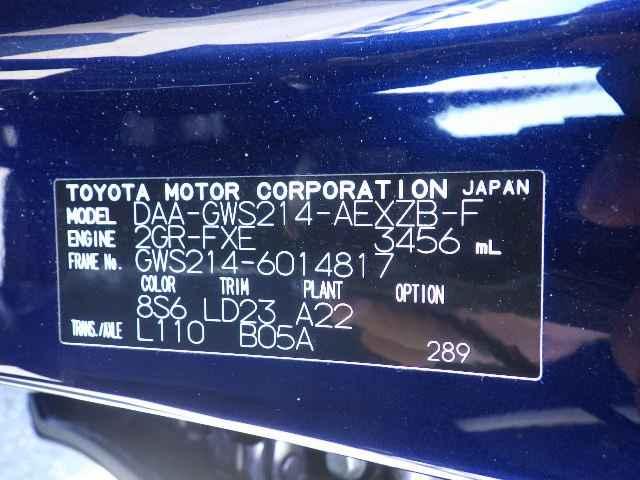 TOYOTA MOTOR CORPORATION JAPAN
MODEL DAA-GWS214-AEXZB-F
ENGINE 2GR-FXE 3456 mL
FRAME No. GWS214-6014817
COLOR TRIM PLANT OPTION
8S6 LD23 A22
TRANS./AXLE L110 B05A
289